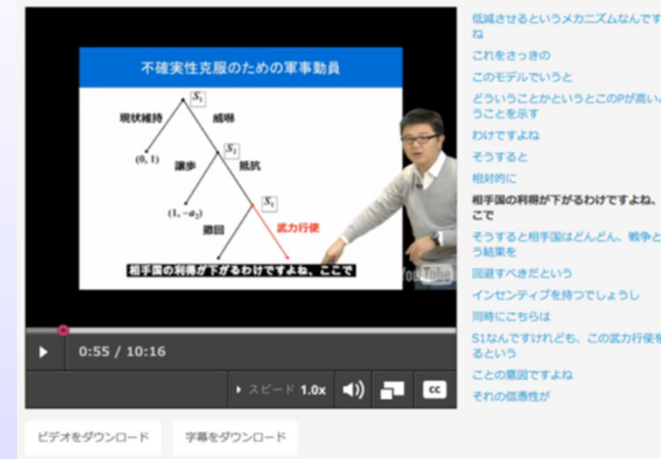 不確実性克服のための軍事動員
S₁
現状維持
威嚇
(0, 1)
S₂
譲歩
抵抗
(1, −a₂)
S₁
撤回
武力行使
相手国の利得が下がるわけですよね、ここで
YouTube
0:55 / 10:16
スピード 1.0x
cc
ビデオをダウンロード
字幕をダウンロード
低減させるというメカニズムなんです
ね
これをさっきの
このモデルでいうと
どういうことかというとこのPが高い
うことを示す
わけですよね
そうすると
相対的に
相手国の利得が下がるわけですよね、
こで
そうすると相手国はどんどん、戦争と
う結果を
回避すべきだという
インセンティブを持つでしょうし
同時にこちらは
S1なんですけれども、この武力行使を
るという
ことの意図ですよね
それの信憑性が